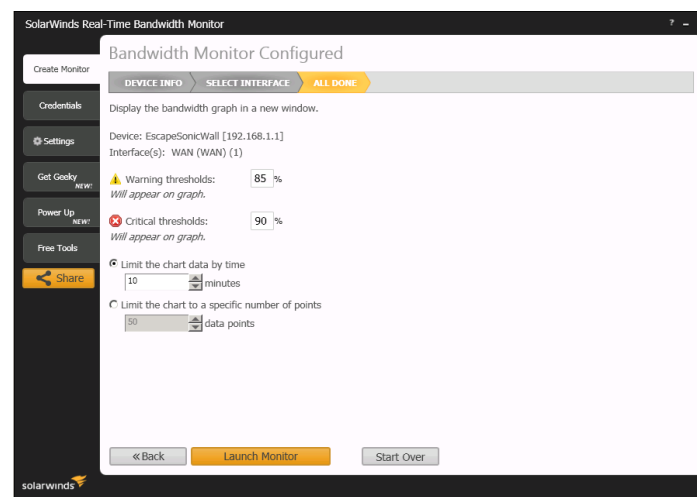 SolarWinds Real-Time Bandwidth Monitor
? –
Create Monitor
Credentials
Settings
Get Geeky
NEW!
Power Up
NEW!
Free Tools
Share
Bandwidth Monitor Configured
DEVICE INFO SELECT INTERFACE ALL DONE
Display the bandwidth graph in a new window.
Device: EscapeSonicWall [192.168.1.1]
Interface(s): WAN (WAN) (1)
Warning thresholds: 85 %
Will appear on graph.
Critical thresholds: 90 %
Will appear on graph.
Limit the chart data by time
10 minutes
Limit the chart to a specific number of points
50 data points
«Back Launch Monitor Start Over
solarwinds